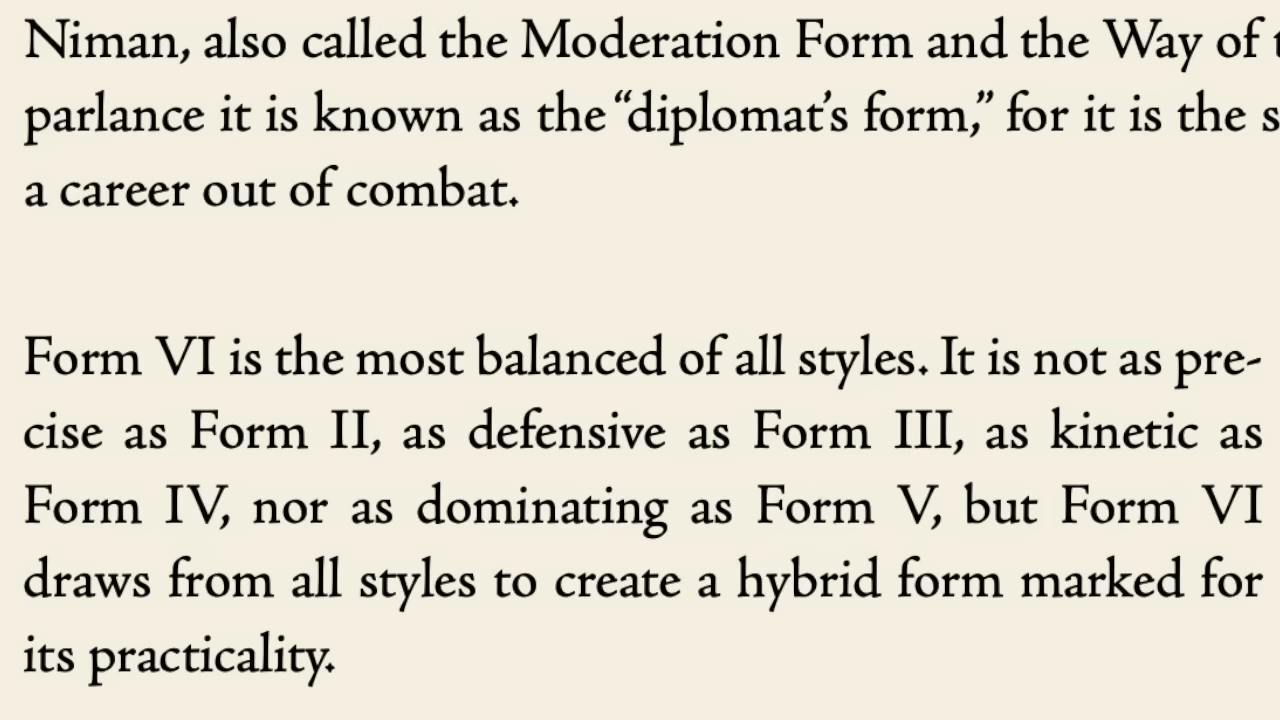 Niman, also called the Moderation Form and the Way of
parlance it is known as the “diplomat’s form,” for it is the
a career out of combat.
Form VI is the most balanced of all styles. It is not as pre-
cise as Form II, as defensive as Form III, as kinetic as
Form IV, nor as dominating as Form V, but Form VI
draws from all styles to create a hybrid form marked for
its practicality.